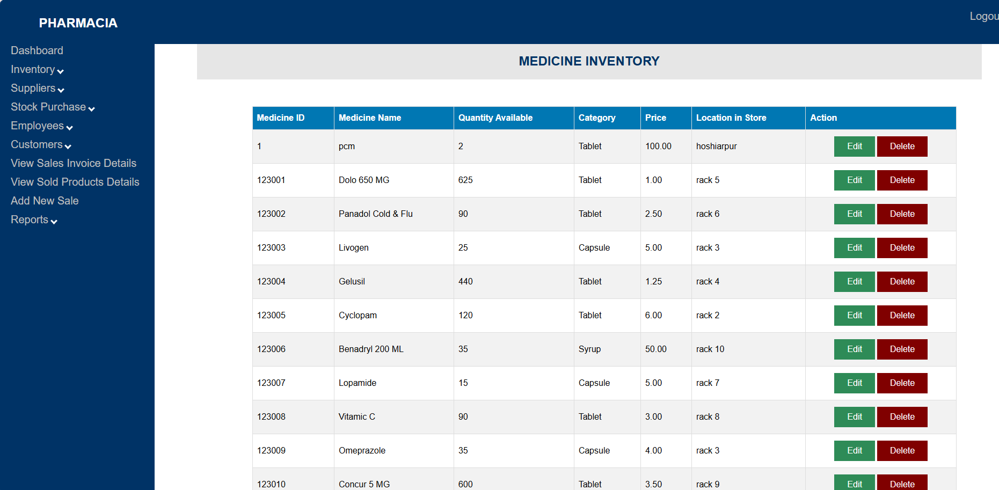 PHARMACIA
Logou
Dashboard
Inventory
Suppliers
Stock Purchase
Employees
Customers
View Sales Invoice Details
View Sold Products Details
Add New Sale
Reports
MEDICINE INVENTORY
Medicine ID Medicine Name Quantity Available Category Price Location in Store Action
1 pcm 2 Tablet 100.00 hoshiarpur Edit Delete
123001 Dolo 650 MG 625 Tablet 1.00 rack 5 Edit Delete
123002 Panadol Cold & Flu 90 Tablet 2.50 rack 6 Edit Delete
123003 Livogen 25 Capsule 5.00 rack 3 Edit Delete
123004 Gelusil 440 Tablet 1.25 rack 4 Edit Delete
123005 Cyclopam 120 Tablet 6.00 rack 2 Edit Delete
123006 Benadryl 200 ML 35 Syrup 50.00 rack 10 Edit Delete
123007 Lopamide 15 Capsule 5.00 rack 7 Edit Delete
123008 Vitamic C 90 Tablet 3.00 rack 8 Edit Delete
123009 Omeprazole 35 Capsule 4.00 rack 3 Edit Delete
123010 Concur 5 MG 600 Tablet 3.50 rack 9 Edit Delete